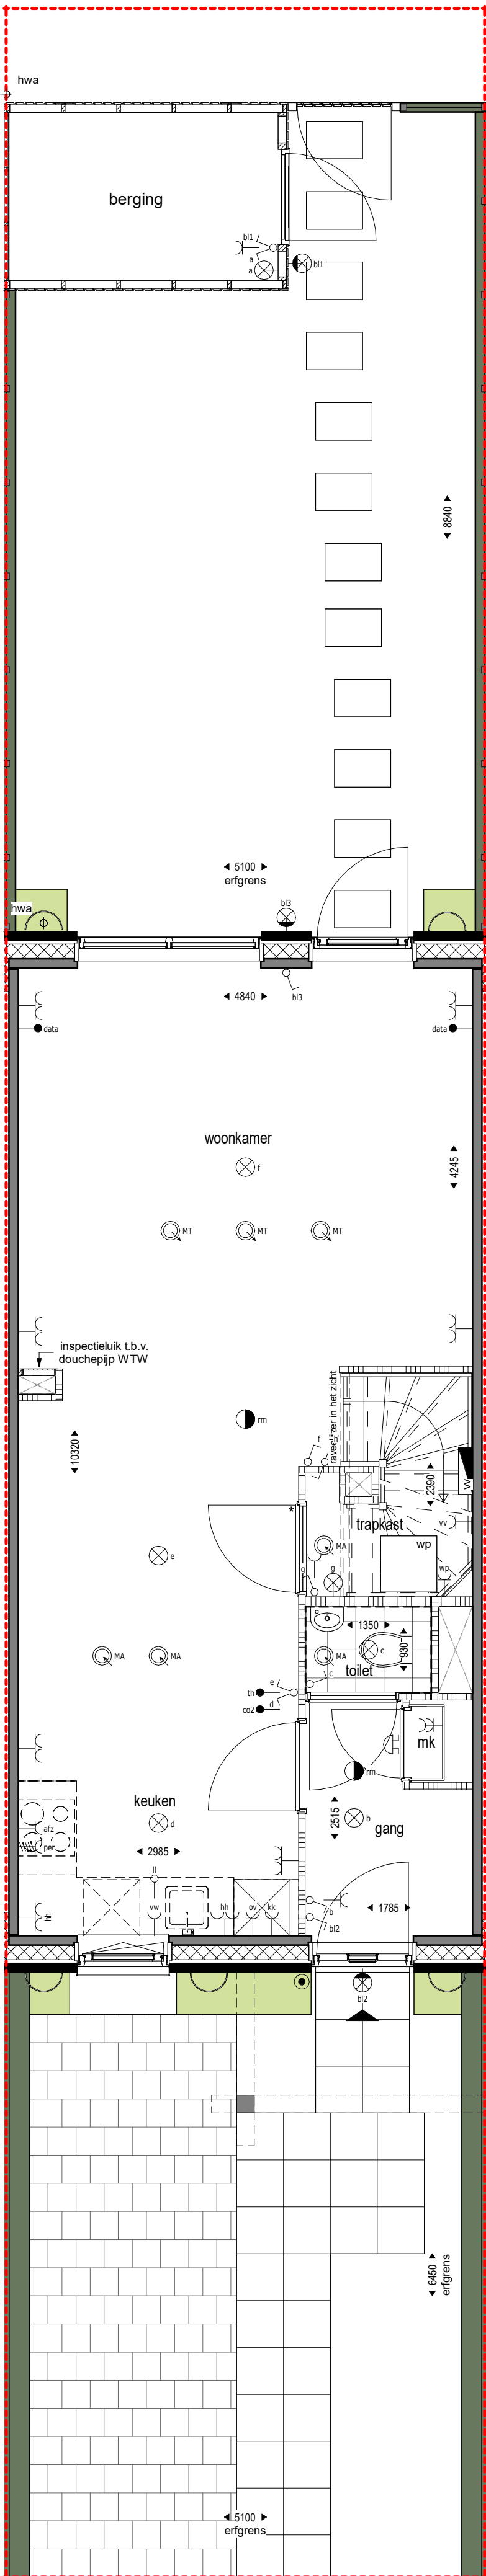 hwa
berging
bl1
a
a
bl1
8840
5100
erfgrens
hwa
bl3
4840
bl3
data
data
woonkamer
f
4245
MT
MT
MT
inspectieluik t.b.v.
douchepijp WTW
rm
ravelijzer in het zicht
f
10320
2390
vv
trapkast
*
wp
MA
e
g
g
wp
1350
930
c
MA
MA
MA
toilet
c
e
th
d
co2
mk
rm
keuken
d
b
gang
2515
afz
per
2985
ll
hh
vw
hh
ov
kk
b
1785
bl2
bl2
6450
erfgrens
5100
erfgrens